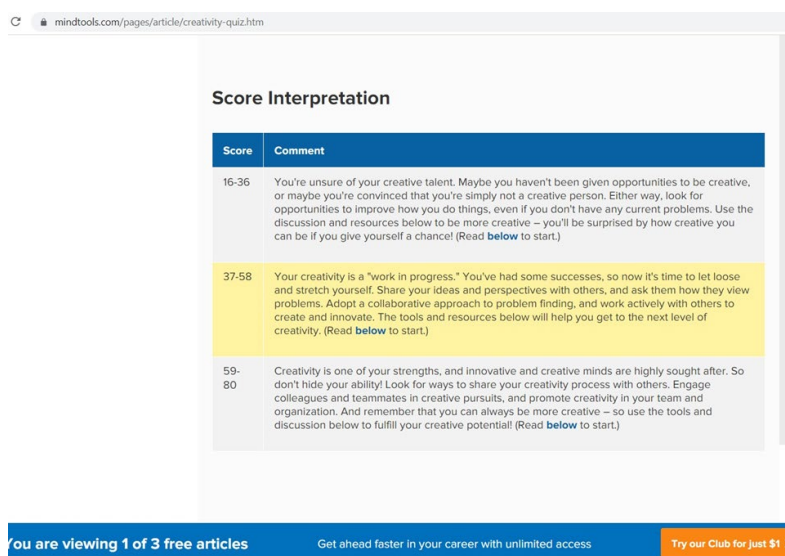 mindtools.com/pages/article/creativity-quiz.htm
Score Interpretation
Score Comment
16-36 You're unsure of your creative talent. Maybe you haven't been given opportunities to be creative,
or maybe you're convinced that you're simply not a creative person. Either way, look for
opportunities to improve how you do things, even if you don't have any current problems. Use the
discussion and resources below to be more creative – you'll be surprised by how creative you
can be if you give yourself a chance! (Read below to start.)
37-58 Your creativity is a "work in progress." You've had some successes, so now it's time to let loose
and stretch yourself. Share your ideas and perspectives with others, and ask them how they view
problems. Adopt a collaborative approach to problem finding, and work actively with others to
create and innovate. The tools and resources below will help you get to the next level of
creativity. (Read below to start.)
59- Creativity is one of your strengths, and innovative and creative minds are highly sought after. So
80 don't hide your ability! Look for ways to share your creativity process with others. Engage
colleagues and teammates in creative pursuits, and promote creativity in your team and
organization. And remember that you can always be more creative – so use the tools and
discussion below to fulfill your creative potential! (Read below to start.)
You are viewing 1 of 3 free articles Get ahead faster in your career with unlimited access Try our Club for just $1